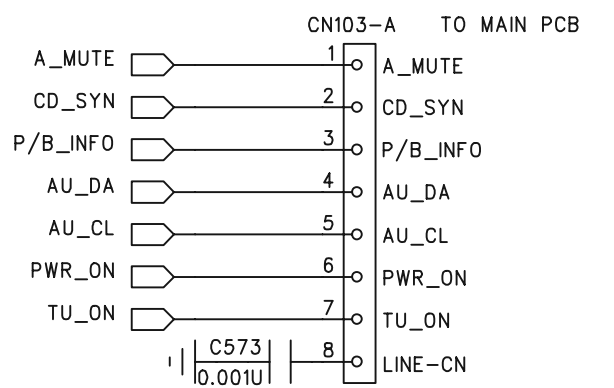 CN103-A TO MAIN PCB
A_MUTE 1 A_MUTE
CD_SYN 2 CD_SYN
P/B_INFO 3 P/B_INFO
AU_DA 4 AU_DA
AU_CL 5 AU_CL
PWR_ON 6 PWR_ON
TU_ON 7 TU_ON
C573 8 LINE-CN
0.001U